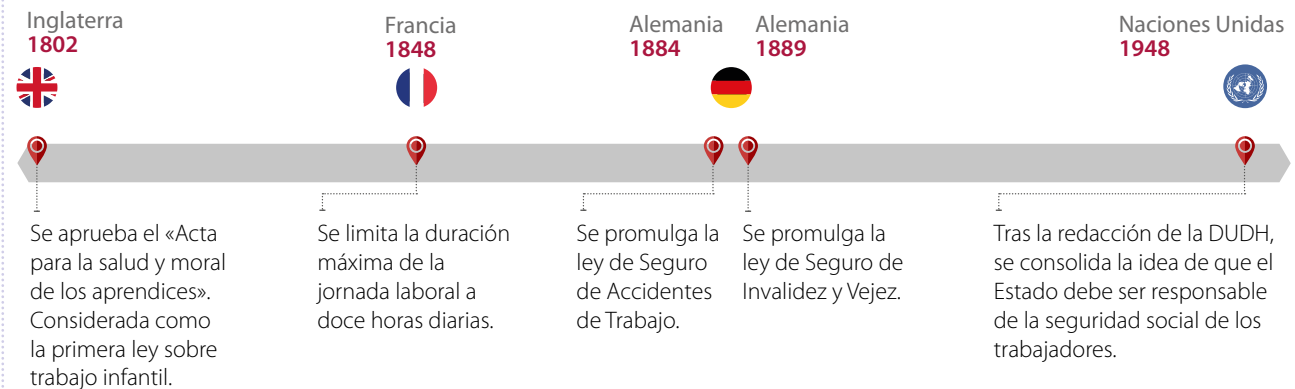 Inglaterra
1802
Francia
1848
Alemania
1884
Alemania
1889
Naciones Unidas
1948
Se aprueba el «Acta
para la salud y moral
de los aprendices».
Considerada como
la primera ley sobre
trabajo infantil.
Se limita la duración
máxima de la
jornada laboral a
doce horas diarias.
Se promulga la
ley de Seguro
de Accidentes
de Trabajo.
Se promulga la
ley de Seguro de
Invalidez y Vejez.
Tras la redacción de la DUDH,
se consolida la idea de que el
Estado debe ser responsable
de la seguridad social de los
trabajadores.